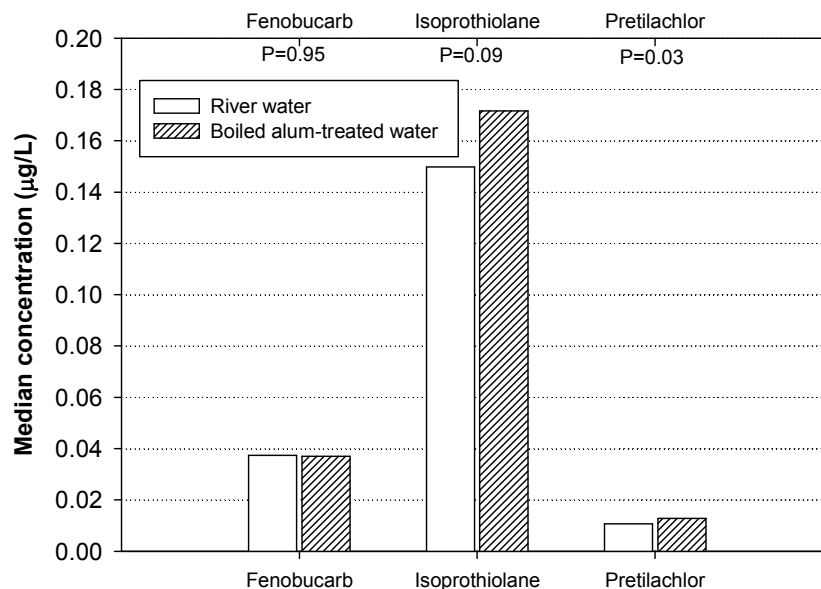 Fenobucarb Isoprothiolane Pretilachlor
P=0.95 P=0.09 P=0.03
River water
Boiled alum-treated water
Median concentration (µg/L)
0.20
0.18
0.16
0.14
0.12
0.10
0.08
0.06
0.04
0.02
0.00
Fenobucarb Isoprothiolane Pretilachlor